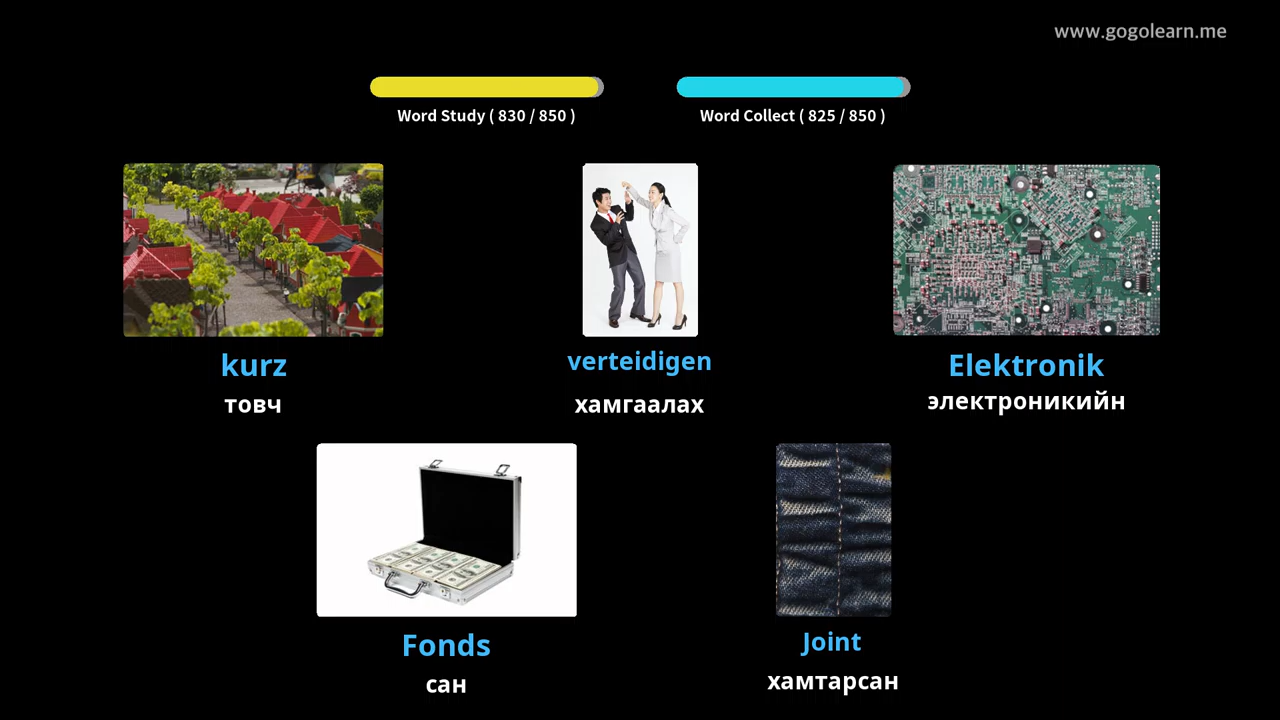 www.gogolearn.me
Word Study ( 830 / 850 )
Word Collect ( 825 / 850 )
kurz
товч
verteidigen
хамгаалах
Elektronik
электроникийн
Fonds
сан
Joint
хамтарсан